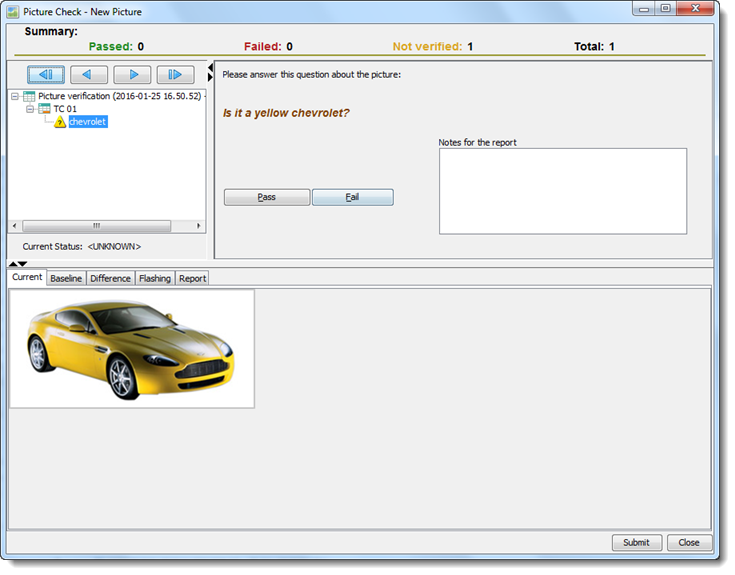 Picture Check - New Picture
Summary:
Passed: 0 Failed: 0 Not verified: 1 Total: 1
Please answer this question about the picture:
Picture verification (2016-01-25 16.50.52) -
TC 01
? chevrolet
Is it a yellow chevrolet?
Notes for the report
Pass Fail
Current Status: <UNKNOWN>
Current Baseline Difference Flashing Report
Submit Close